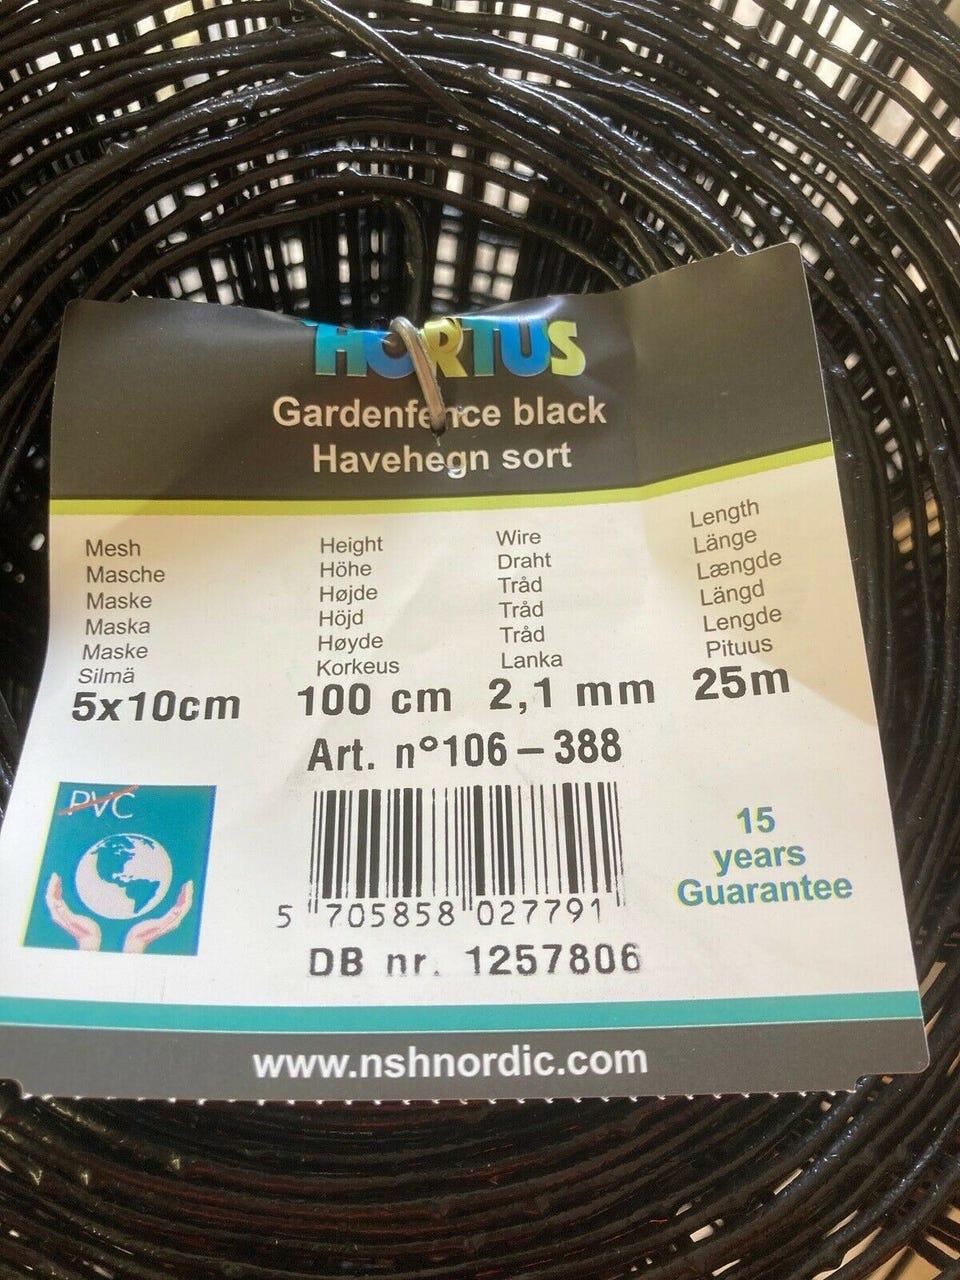 HORTUS
Gardenfence black
Havehegn sort
Mesh
Masche
Maske
Maska
Maske
Silmä
5x10cm
Height
Höhe
Højde
Höjd
Høyde
Korkeus
100 cm
Wire
Draht
Tråd
Tråd
Tråd
Lanka
2,1 mm
Length
Länge
Længde
Längd
Lengde
Pituus
25m
Art. n°106 – 388
PVC
5 705858 027791
15
years
Guarantee
DB nr. 1257806
www.nshnordic.com